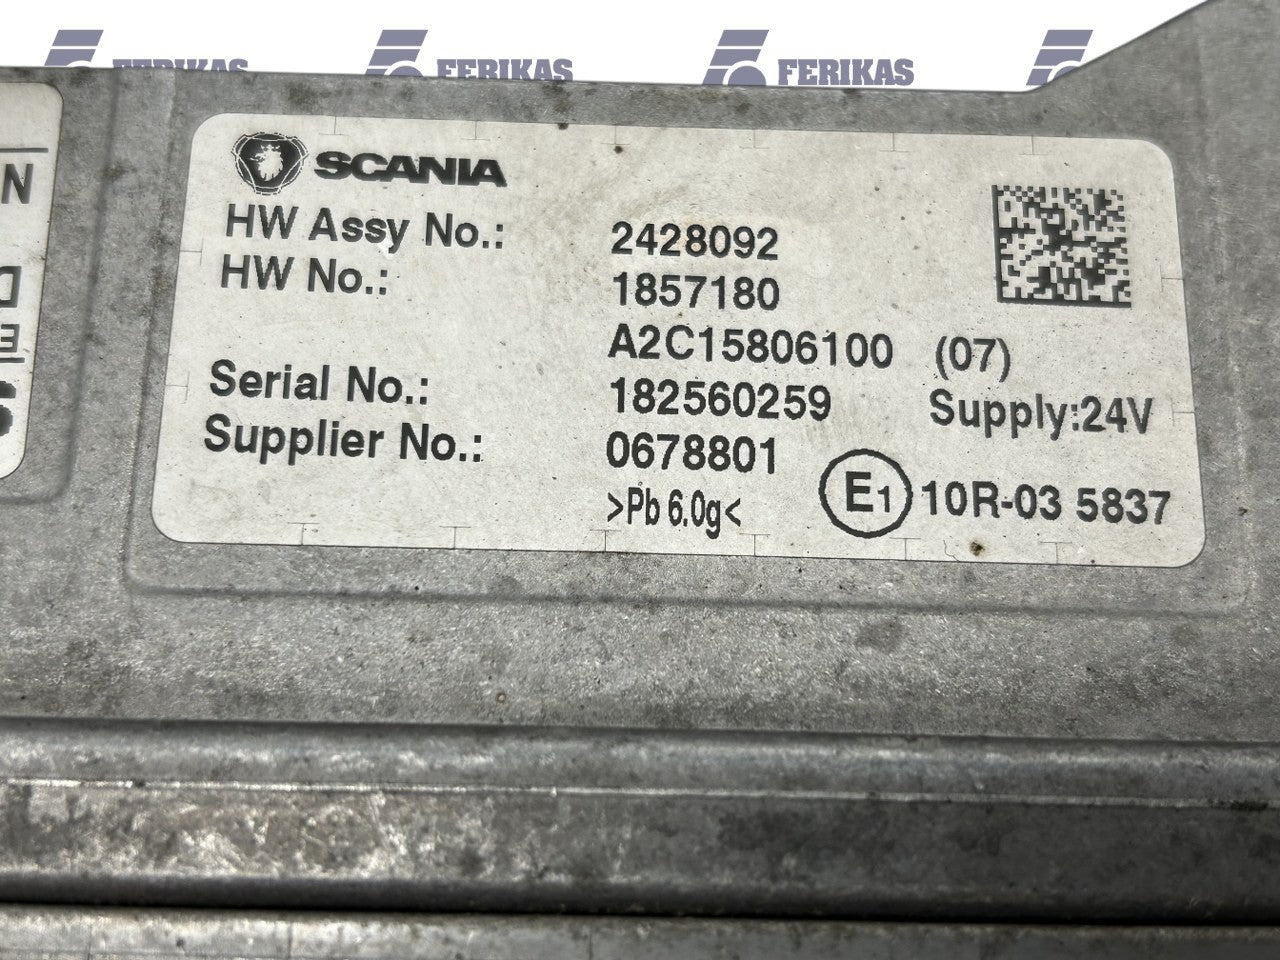 FERIKAS FERIKAS FERIKAS
SCANIA
HW Assy No.: 2428092
HW No.: 1857180
A2C15806100 (07)
Serial No.: 182560259 Supply:24V
Supplier No.: 0678801
>Pb 6.0g< E1 10R-03 5837
N